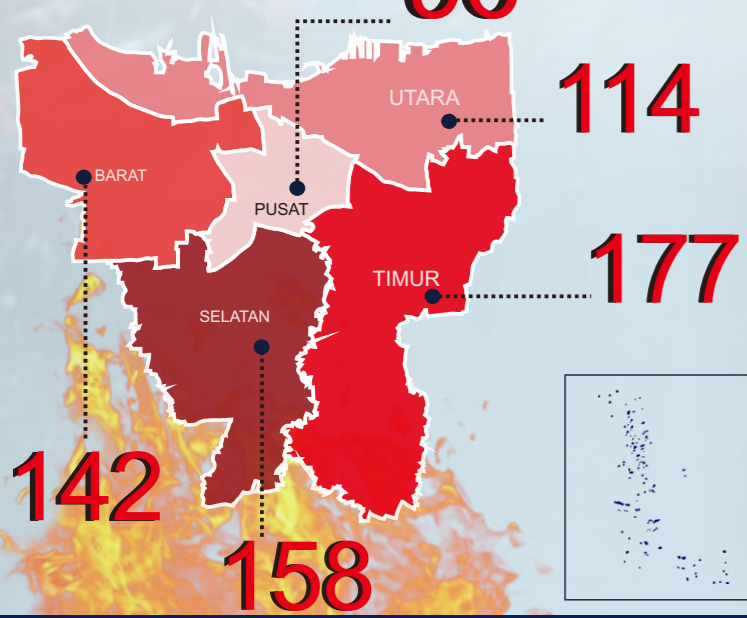 UTARA
114
BARAT
PUSAT
177
TIMUR
SELATAN
142
158